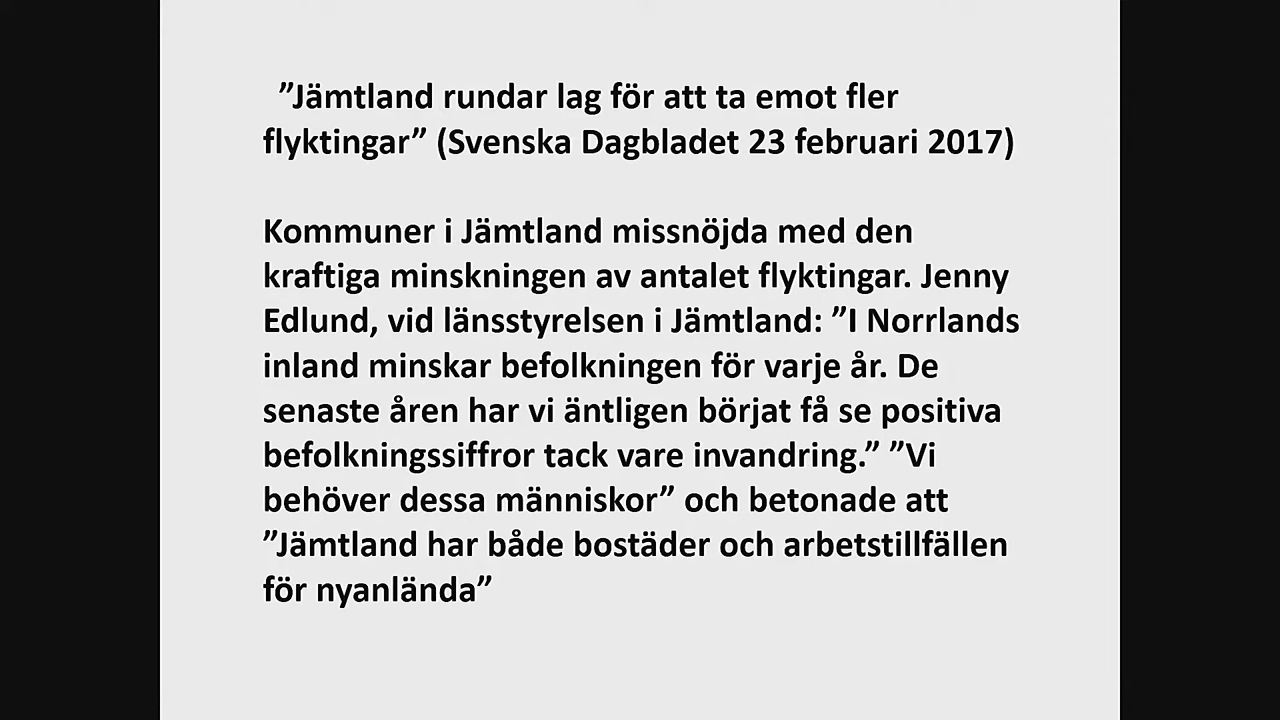 ”Jämtland rundar lag för att ta emot fler
flyktingar” (Svenska Dagbladet 23 februari 2017)
Kommuner i Jämtland missnöjda med den
kraftiga minskningen av antalet flyktingar. Jenny
Edlund, vid länsstyrelsen i Jämtland: ”I Norrlands
inland minskar befolkningen för varje år. De
senaste åren har vi äntligen börjat få se positiva
befolkningssiffror tack vare invandring.” ”Vi
behöver dessa människor” och betonade att
”Jämtland har både bostäder och arbetstillfällen
för nyanlända”